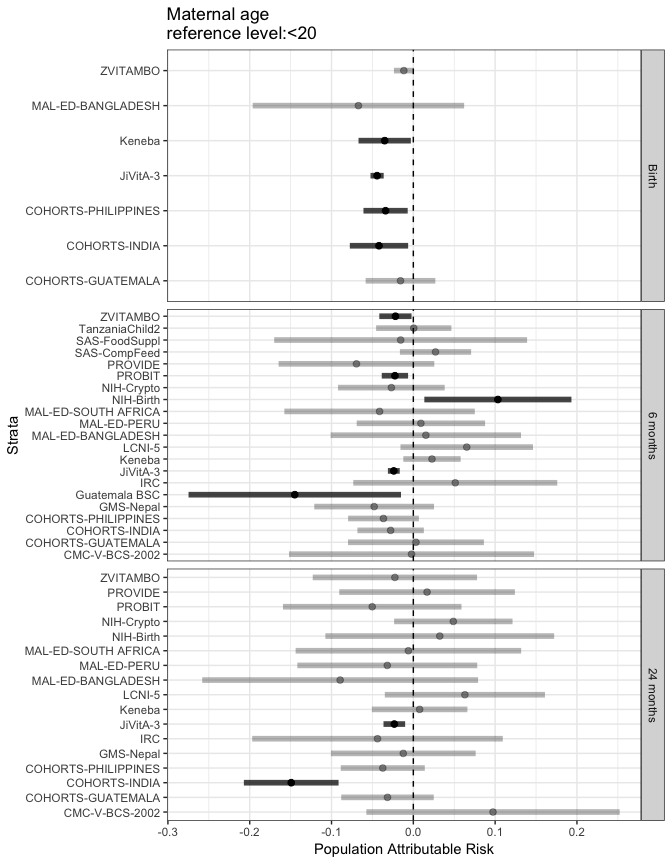 Maternal age
reference level:<20
Strata
ZVITAMBO
MAL-ED-BANGLADESH
Keneba
JiVitA-3
COHORTS-PHILIPPINES
COHORTS-INDIA
COHORTS-GUATEMALA
Birth
ZVITAMBO
TanzaniaChild2
SAS-FoodSuppl
SAS-CompFeed
PROVIDE
PROBIT
NIH-Crypto
NIH-Birth
MAL-ED-SOUTH AFRICA
MAL-ED-PERU
MAL-ED-BANGLADESH
LCNI-5
Keneba
JiVitA-3
IRC
Guatemala BSC
GMS-Nepal
COHORTS-PHILIPPINES
COHORTS-INDIA
COHORTS-GUATEMALA
CMC-V-BCS-2002
6 months
ZVITAMBO
PROVIDE
PROBIT
NIH-Crypto
NIH-Birth
MAL-ED-SOUTH AFRICA
MAL-ED-PERU
MAL-ED-BANGLADESH
LCNI-5
Keneba
JiVitA-3
IRC
GMS-Nepal
COHORTS-PHILIPPINES
COHORTS-INDIA
COHORTS-GUATEMALA
CMC-V-BCS-2002
24 months
-0.3 -0.2 -0.1 0.0 0.1 0.2
Population Attributable Risk